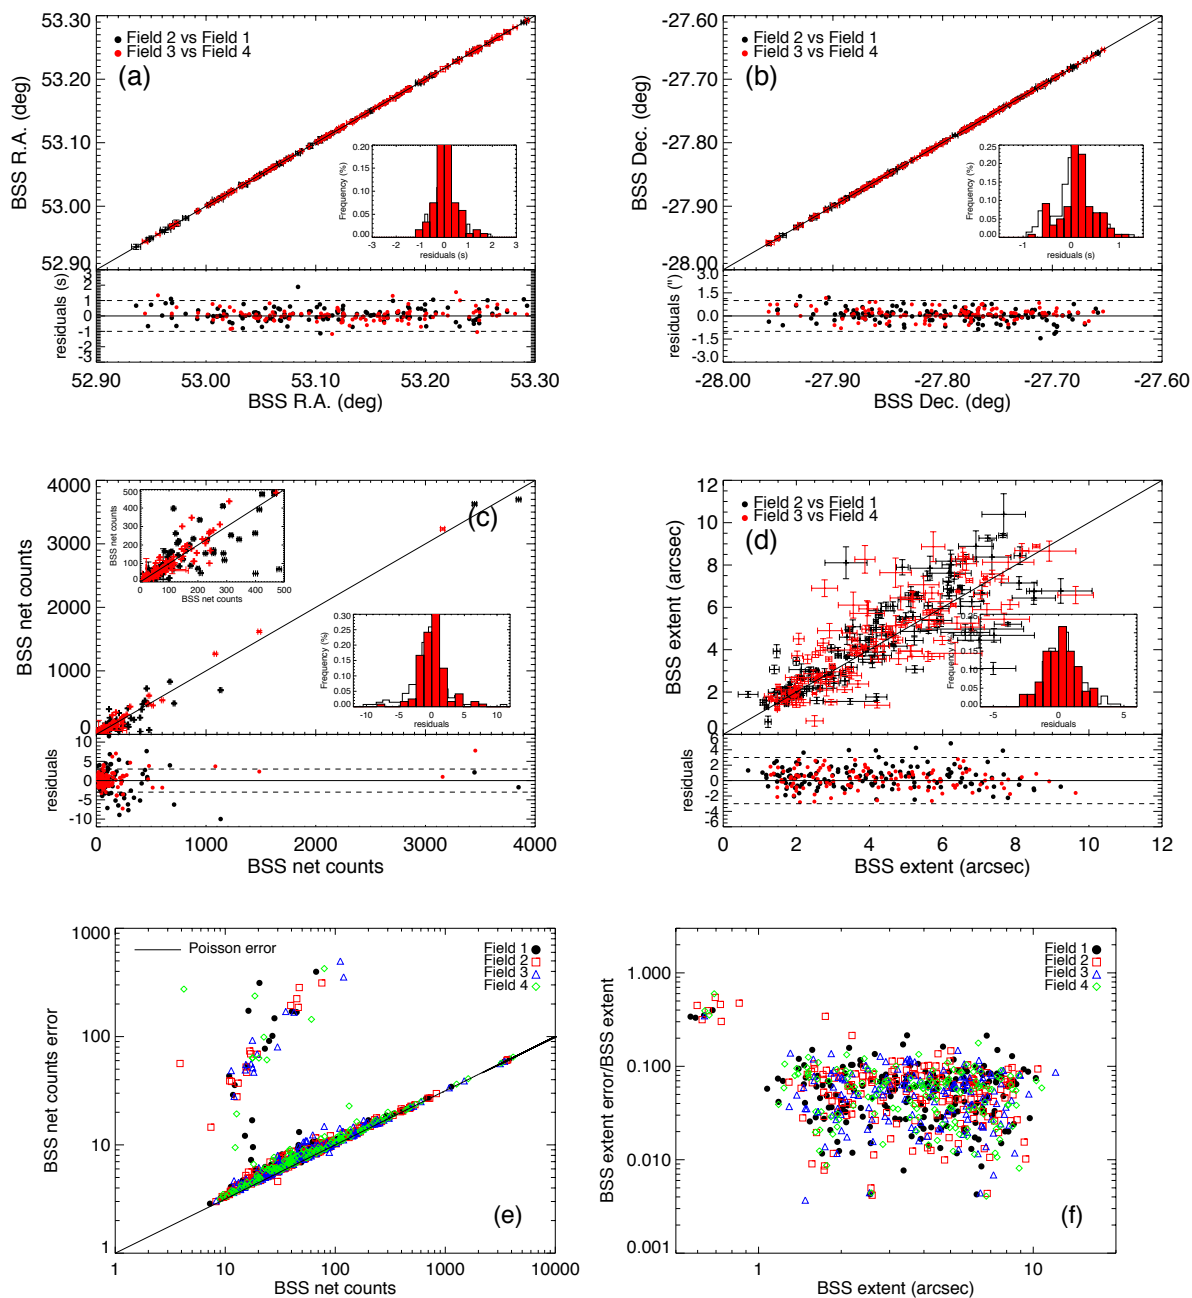 Field 2 vs Field 1
Field 3 vs Field 4
(a)
BSS R.A. (deg)
53.30
53.20
53.10
53.00
52.90
Frequency (%)
0.20
0.15
0.10
0.05
0.00
-3 -2 -1 0 1 2 3
residuals (s)
residuals (s)
3
2
1
0
-1
-2
-3
52.90 53.00 53.10 53.20 53.30
BSS R.A. (deg)
Field 2 vs Field 1
Field 3 vs Field 4
(b)
BSS Dec. (deg)
-27.60
-27.70
-27.80
-27.90
-28.00
Frequency (%)
0.25
0.20
0.15
0.10
0.05
0.00
-1 0 1
residuals (s)
residuals (")
3.0
1.5
0.0
-1.5
-3.0
-28.00 -27.90 -27.80 -27.70 -27.60
BSS Dec. (deg)
(c)
BSS net counts
4000
3000
2000
1000
0
BSS net counts
500
400
300
200
100
0
0 100 200 300 400 500
BSS net counts
Frequency (%)
0.30
0.25
0.20
0.15
0.10
0.05
0.00
-10 -5 0 5 10
residuals
residuals
10
5
0
-5
-10
0 1000 2000 3000 4000
BSS net counts
Field 2 vs Field 1
Field 3 vs Field 4
(d)
BSS extent (arcsec)
12
10
8
6
4
2
0
Frequency (%)
0.20
0.15
0.10
0.05
0.00
-5 0 5
residuals
residuals
6
4
2
0
-2
-4
-6
0 2 4 6 8 10 12
BSS extent (arcsec)
Poisson error
Field 1
Field 2
Field 3
Field 4
(e)
BSS net counts error
1000
100
10
1
1 10 100 1000 10000
BSS net counts
Field 1
Field 2
Field 3
Field 4
(f)
BSS extent error/BSS extent
1.000
0.100
0.010
0.001
1 10
BSS extent (arcsec)